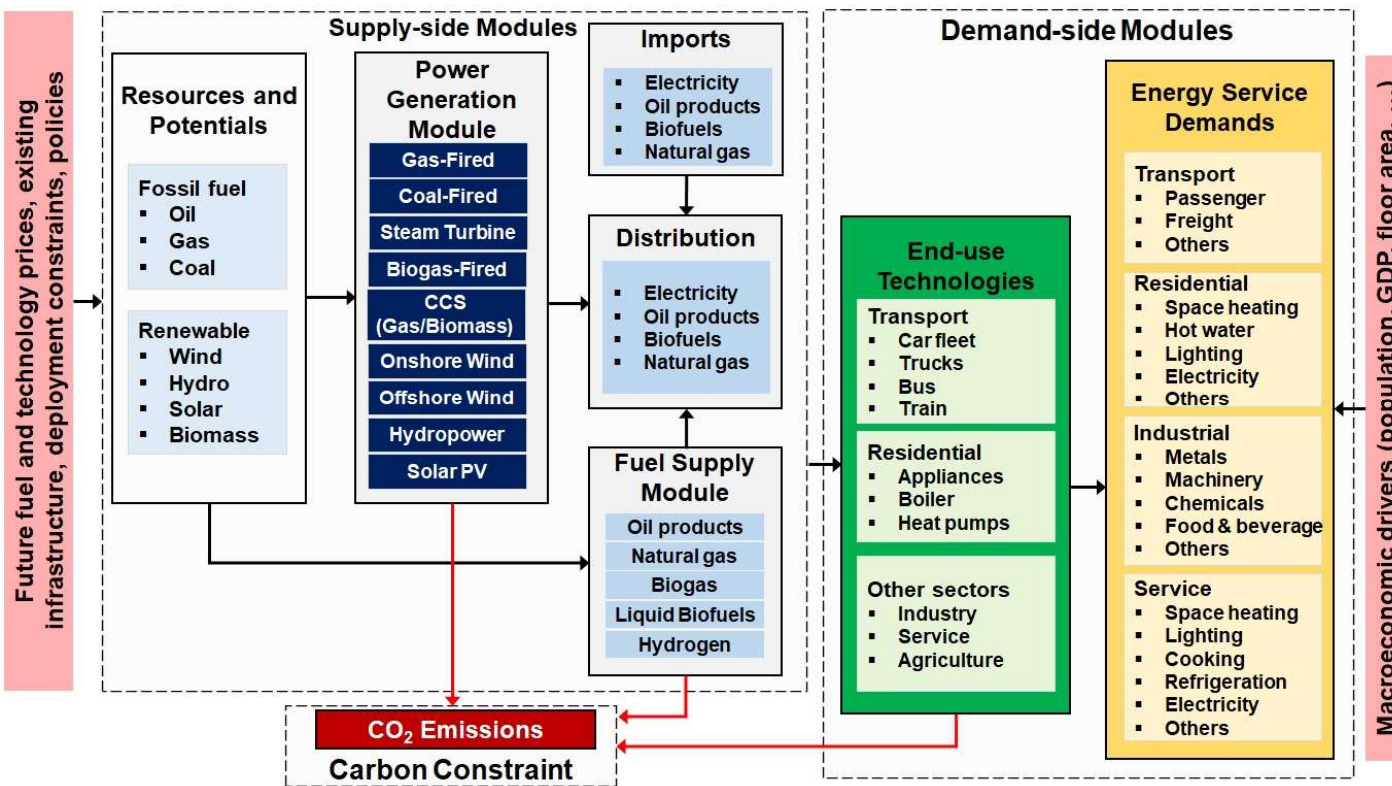 Future fuel and technology prices, existing
infrastructure, deployment constraints, policies
Supply-side Modules
Resources and
Potentials
Fossil fuel
▪ Oil
▪ Gas
▪ Coal
Renewable
▪ Wind
▪ Hydro
▪ Solar
▪ Biomass
Power
Generation
Module
Gas-Fired
Coal-Fired
Steam Turbine
Biogas-Fired
CCS
(Gas/Biomass)
Onshore Wind
Offshore Wind
Hydropower
Solar PV
Imports
▪ Electricity
▪ Oil products
▪ Biofuels
▪ Natural gas
Distribution
▪ Electricity
▪ Oil products
▪ Biofuels
▪ Natural gas
Fuel Supply
Module
Oil products
Natural gas
Biogas
Liquid Biofuels
Hydrogen
CO₂ Emissions
Carbon Constraint
Demand-side Modules
End-use
Technologies
Transport
▪ Car fleet
▪ Trucks
▪ Bus
▪ Train
Residential
▪ Appliances
▪ Boiler
▪ Heat pumps
Other sectors
▪ Industry
▪ Service
▪ Agriculture
Energy Service
Demands
Transport
▪ Passenger
▪ Freight
▪ Others
Residential
▪ Space heating
▪ Hot water
▪ Lighting
▪ Electricity
▪ Others
Industrial
▪ Metals
▪ Machinery
▪ Chemicals
▪ Food & beverage
▪ Others
Service
▪ Space heating
▪ Lighting
▪ Cooking
▪ Refrigeration
▪ Electricity
▪ Others
Macroeconomic drivers (population, GDP, floor area, ...)